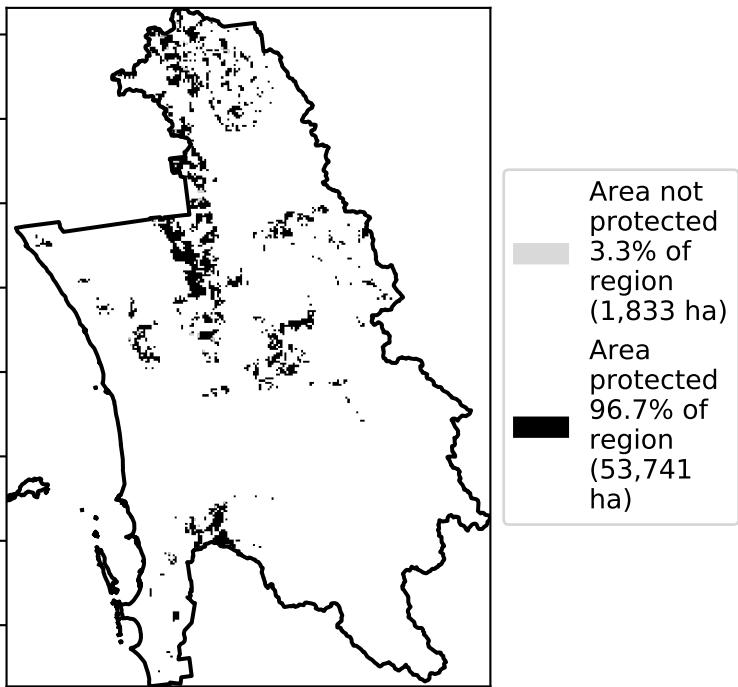 Area not
protected
3.3% of
region
(1,833 ha)
Area
protected
96.7% of
region
(53,741
ha)